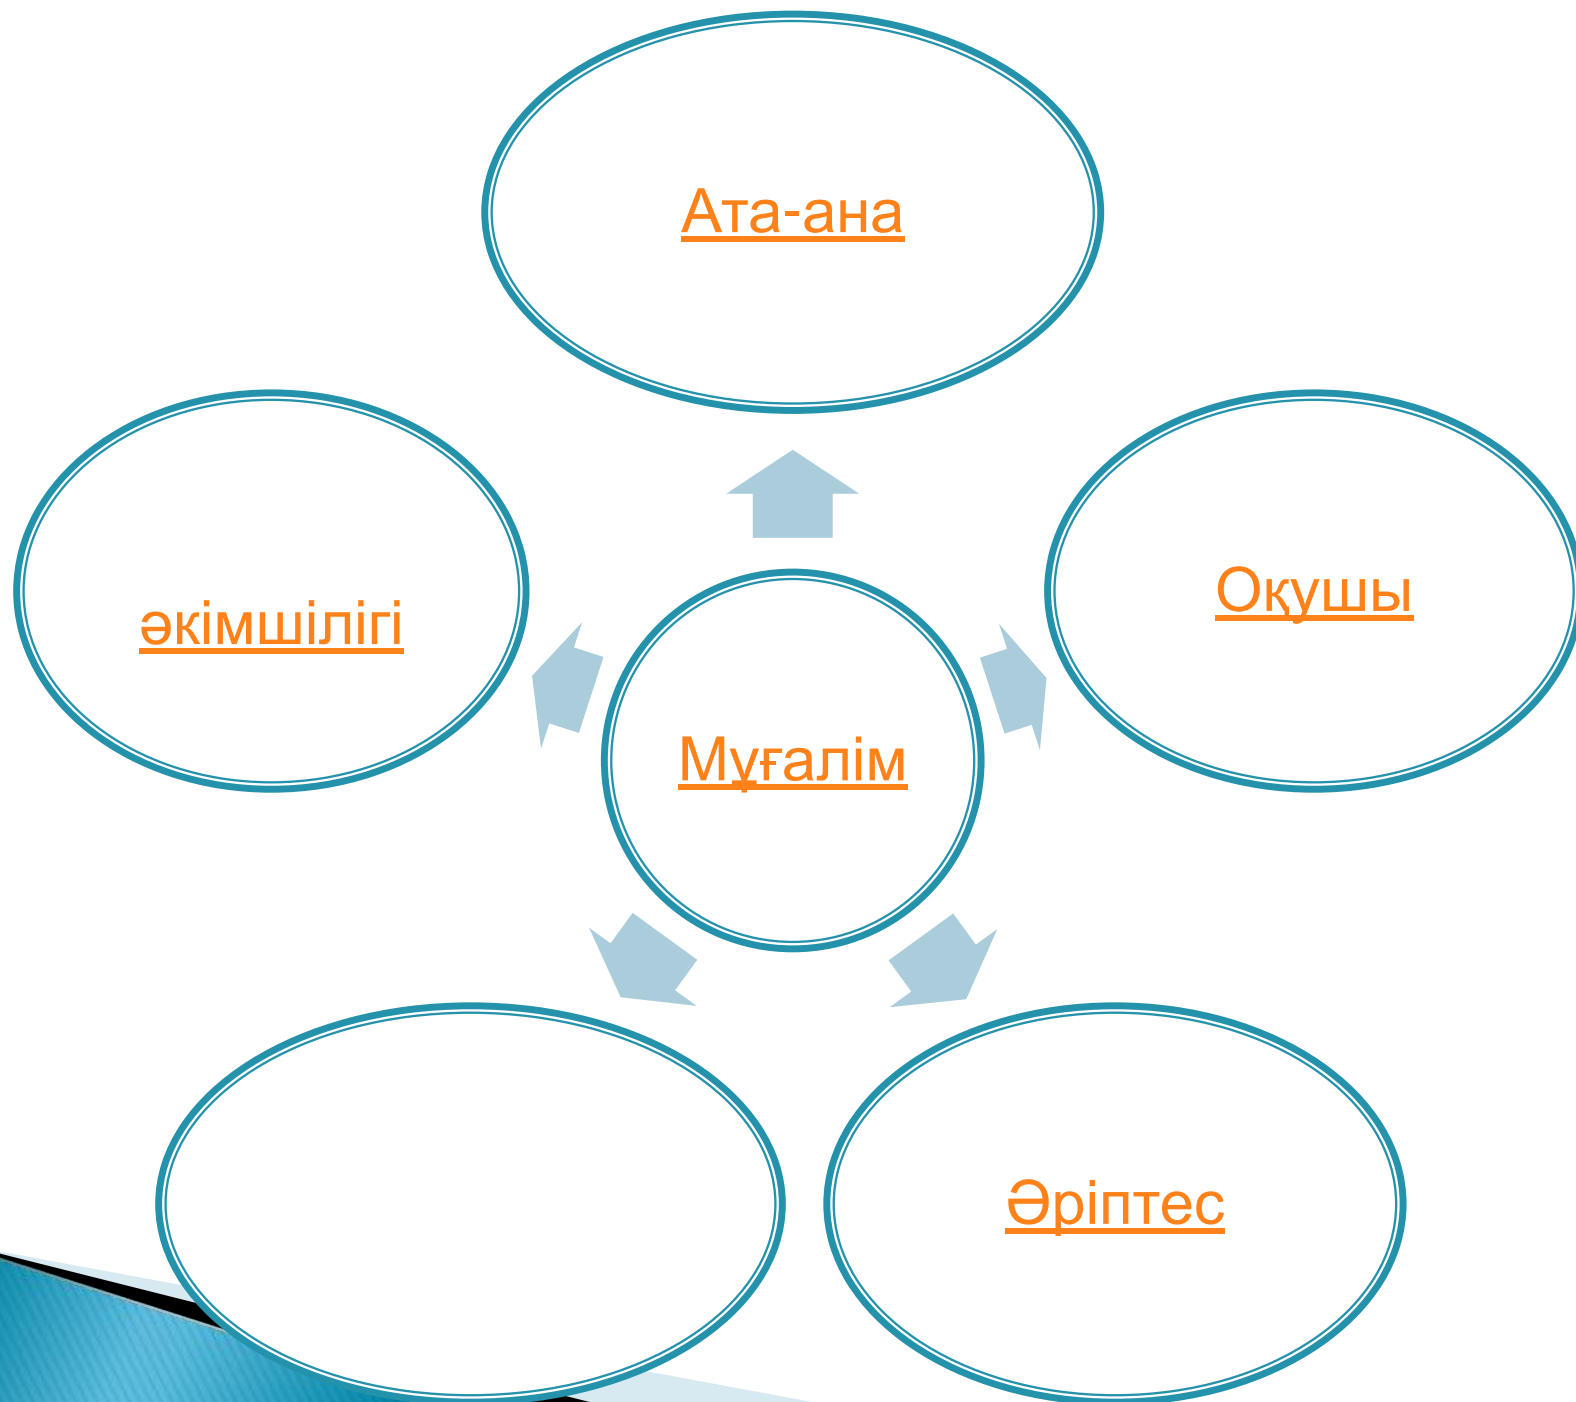 Ата-ана
әкімшілігі
Оқушы
Мұғалім
Әріптес